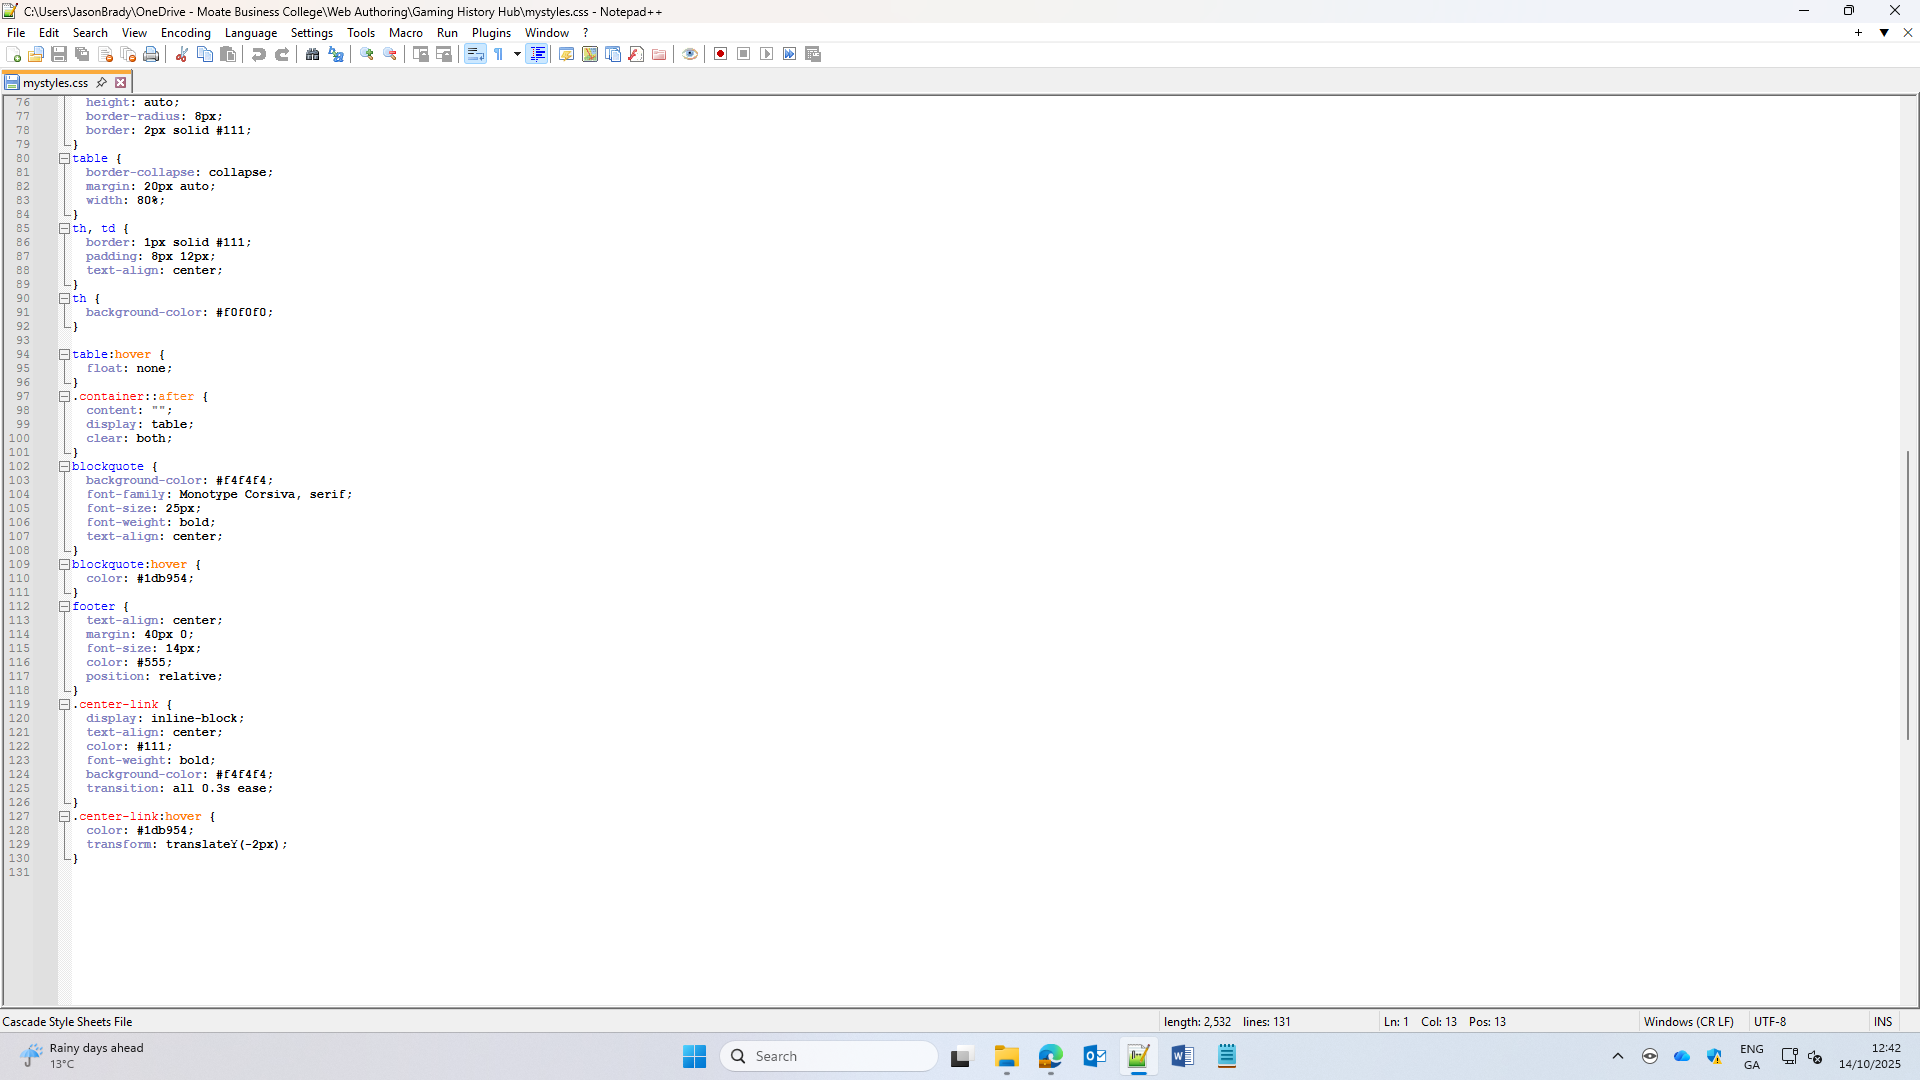 C:\Users\JasonBrady\OneDrive - Moate Business College\Web Authoring\Gaming History Hub\mystyles.css - Notepad++
File Edit Search View Encoding Language Settings Tools Macro Run Plugins Window ?
mystyles.css
76 height: auto;
77 border-radius: 8px;
78 border: 2px solid #111;
79 }
80 table {
81 border-collapse: collapse;
82 margin: 20px auto;
83 width: 80%;
84 }
85 th, td {
86 border: 1px solid #111;
87 padding: 8px 12px;
88 text-align: center;
89 }
90 th {
91 background-color: #f0f0f0;
92 }
93
94 table:hover {
95 float: none;
96 }
97 .container::after {
98 content: "";
99 display: table;
100 clear: both;
101 }
102 blockquote {
103 background-color: #f4f4f4;
104 font-family: Monotype Corsiva, serif;
105 font-size: 25px;
106 font-weight: bold;
107 text-align: center;
108 }
109 blockquote:hover {
110 color: #1db954;
111 }
112 footer {
113 text-align: center;
114 margin: 40px 0;
115 font-size: 14px;
116 color: #555;
117 position: relative;
118 }
119 .center-link {
120 display: inline-block;
121 text-align: center;
122 color: #111;
123 font-weight: bold;
124 background-color: #f4f4f4;
125 transition: all 0.3s ease;
126 }
127 .center-link:hover {
128 color: #1db954;
129 transform: translateY(-2px);
130 }
131
Cascade Style Sheets File length: 2,532 lines: 131 Ln: 1 Col: 13 Pos: 13 Windows (CR LF) UTF-8 INS
Rainy days ahead
13°C
Search
ENG
GA
12:42
14/10/2025